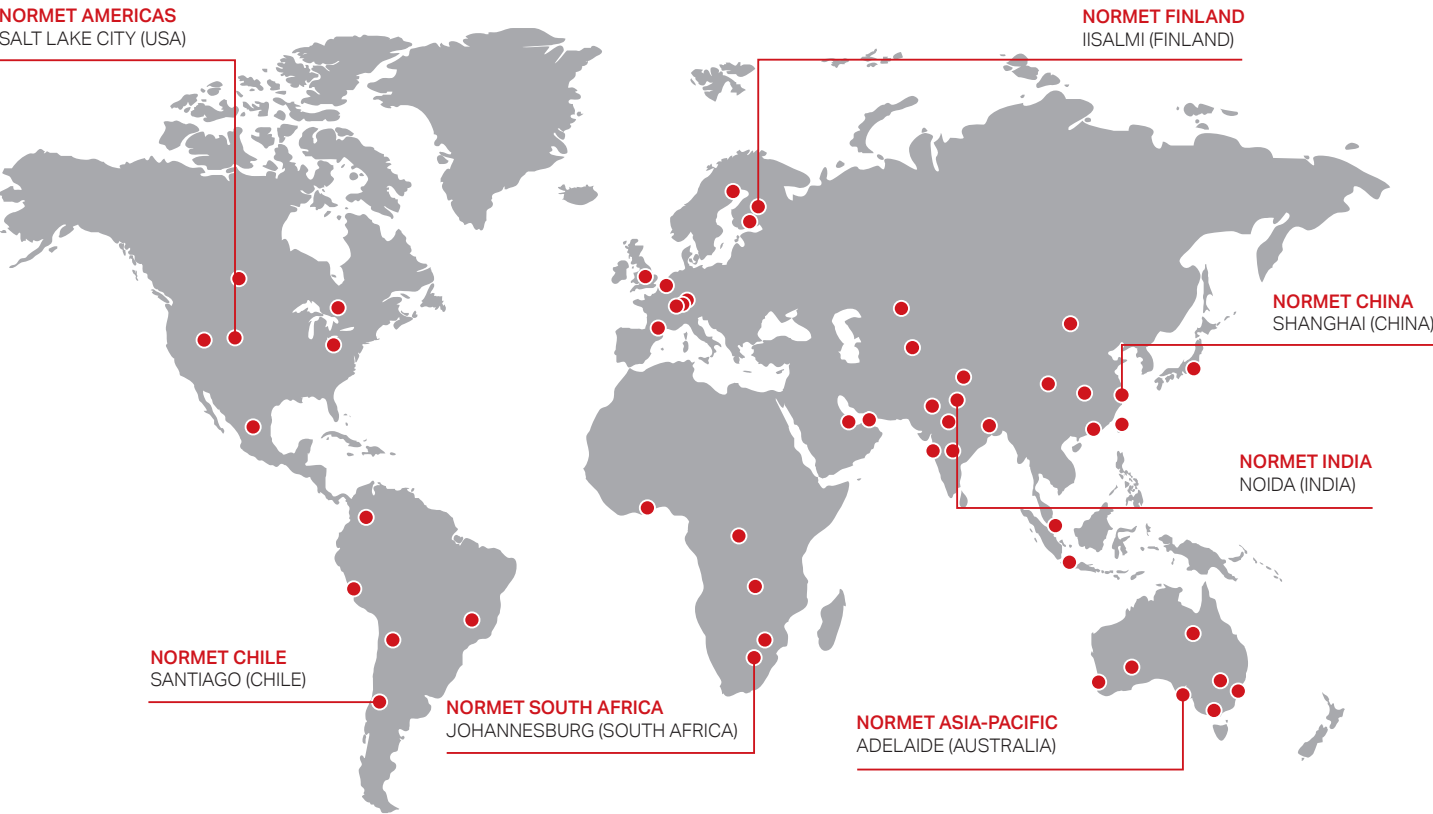 NORMET AMERICAS
SALT LAKE CITY (USA)
NORMET FINLAND
IISALMI (FINLAND)
NORMET CHINA
SHANGHAI (CHINA)
NORMET INDIA
NOIDA (INDIA)
NORMET CHILE
SANTIAGO (CHILE)
NORMET SOUTH AFRICA
JOHANNESBURG (SOUTH AFRICA)
NORMET ASIA-PACIFIC
ADELAIDE (AUSTRALIA)